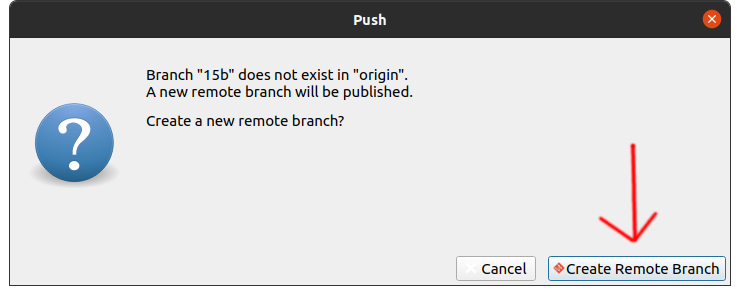 Push
Branch "15b" does not exist in "origin".
A new remote branch will be published.
Create a new remote branch?
Cancel
Create Remote Branch